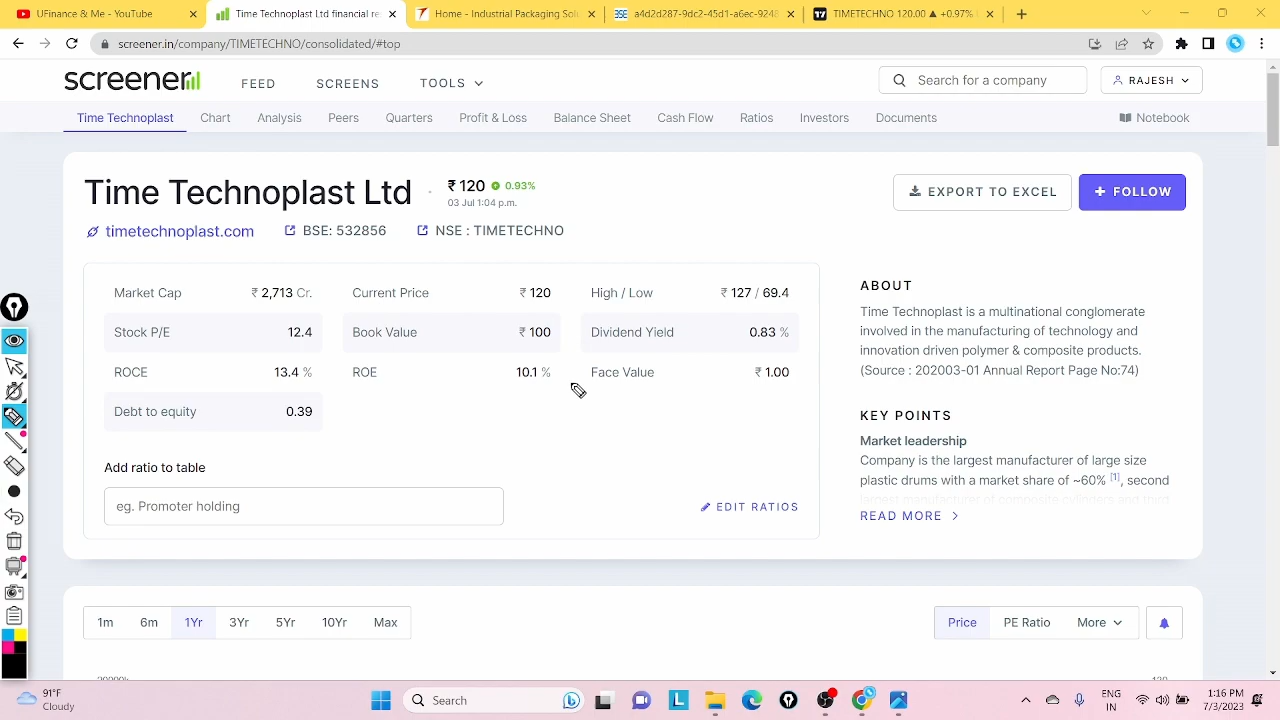 UFinance & Me - YouTube
Time Technoplast Ltd financial re
Home - Industrial Packaging Solu
a4d2d287-9dc2-45d1-a6ec-9248
TIMETECHNO 120.00 ▲ +0.97%
screener.in/company/TIMETECHNO/consolidated/#top
screener
FEED
SCREENS
TOOLS
Search for a company
RAJESH
Time Technoplast
Chart
Analysis
Peers
Quarters
Profit & Loss
Balance Sheet
Cash Flow
Ratios
Investors
Documents
Notebook
Time Technoplast Ltd
₹ 120
0.93%
03 Jul 1:04 p.m.
EXPORT TO EXCEL
+ FOLLOW
timetechnoplast.com
BSE: 532856
NSE : TIMETECHNO
Market Cap ₹ 2,713 Cr.
Current Price ₹ 120
High / Low ₹ 127 / 69.4
Stock P/E 12.4
Book Value ₹ 100
Dividend Yield 0.83 %
ROCE 13.4 %
ROE 10.1 %
Face Value ₹ 1.00
Debt to equity 0.39
Add ratio to table
eg. Promoter holding
EDIT RATIOS
ABOUT
Time Technoplast is a multinational conglomerate
involved in the manufacturing of technology and
innovation driven polymer & composite products.
(Source : 202003-01 Annual Report Page No:74)
KEY POINTS
Market leadership
Company is the largest manufacturer of large size
plastic drums with a market share of ~60% [1], second
largest manufacturer of composite cylinders and third
READ MORE
1m
6m
1Yr
3Yr
5Yr
10Yr
Max
Price
PE Ratio
More
91°F
Cloudy
Search
ENG
IN
1:16 PM
7/3/2023